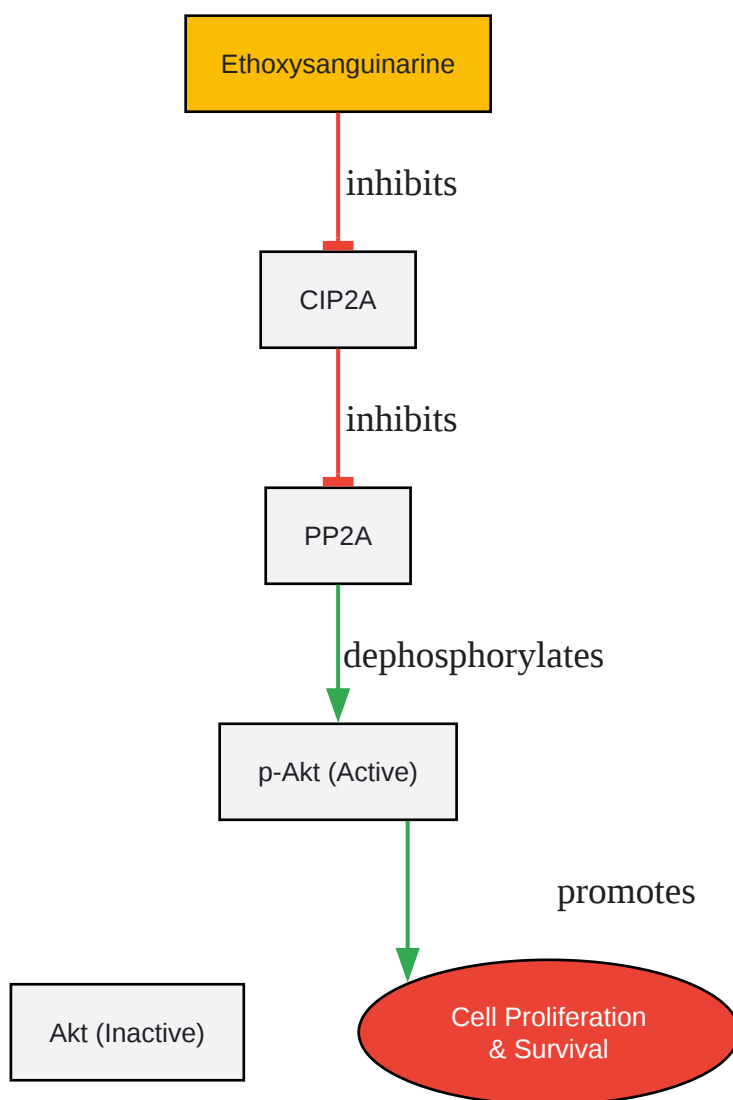 Ethoxysanguinarine
inhibits
CIP2A
inhibits
PP2A
dephosphorylates
p-Akt (Active)
promotes
Akt (Inactive)
Cell Proliferation
& Survival